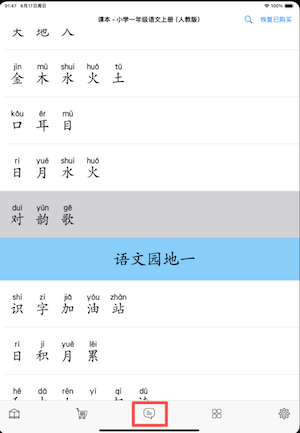 01:47 8月17日周日
100%
课本 - 小学一年级语文上册 (人教版)
恢复已购买
天 地 人
jīn mù shuǐ huǒ tǔ
金 木 水 火 土
kǒu ěr mù
口 耳 目
rì yuè shuǐ huǒ
日 月 水 火
duì yùn gē
对 韵 歌
语文园地一
shí zì jiā yóu zhàn
识 字 加 油 站
rì jī yuè lěi
日 积 月 累
hé dà rén yì qǐ dú